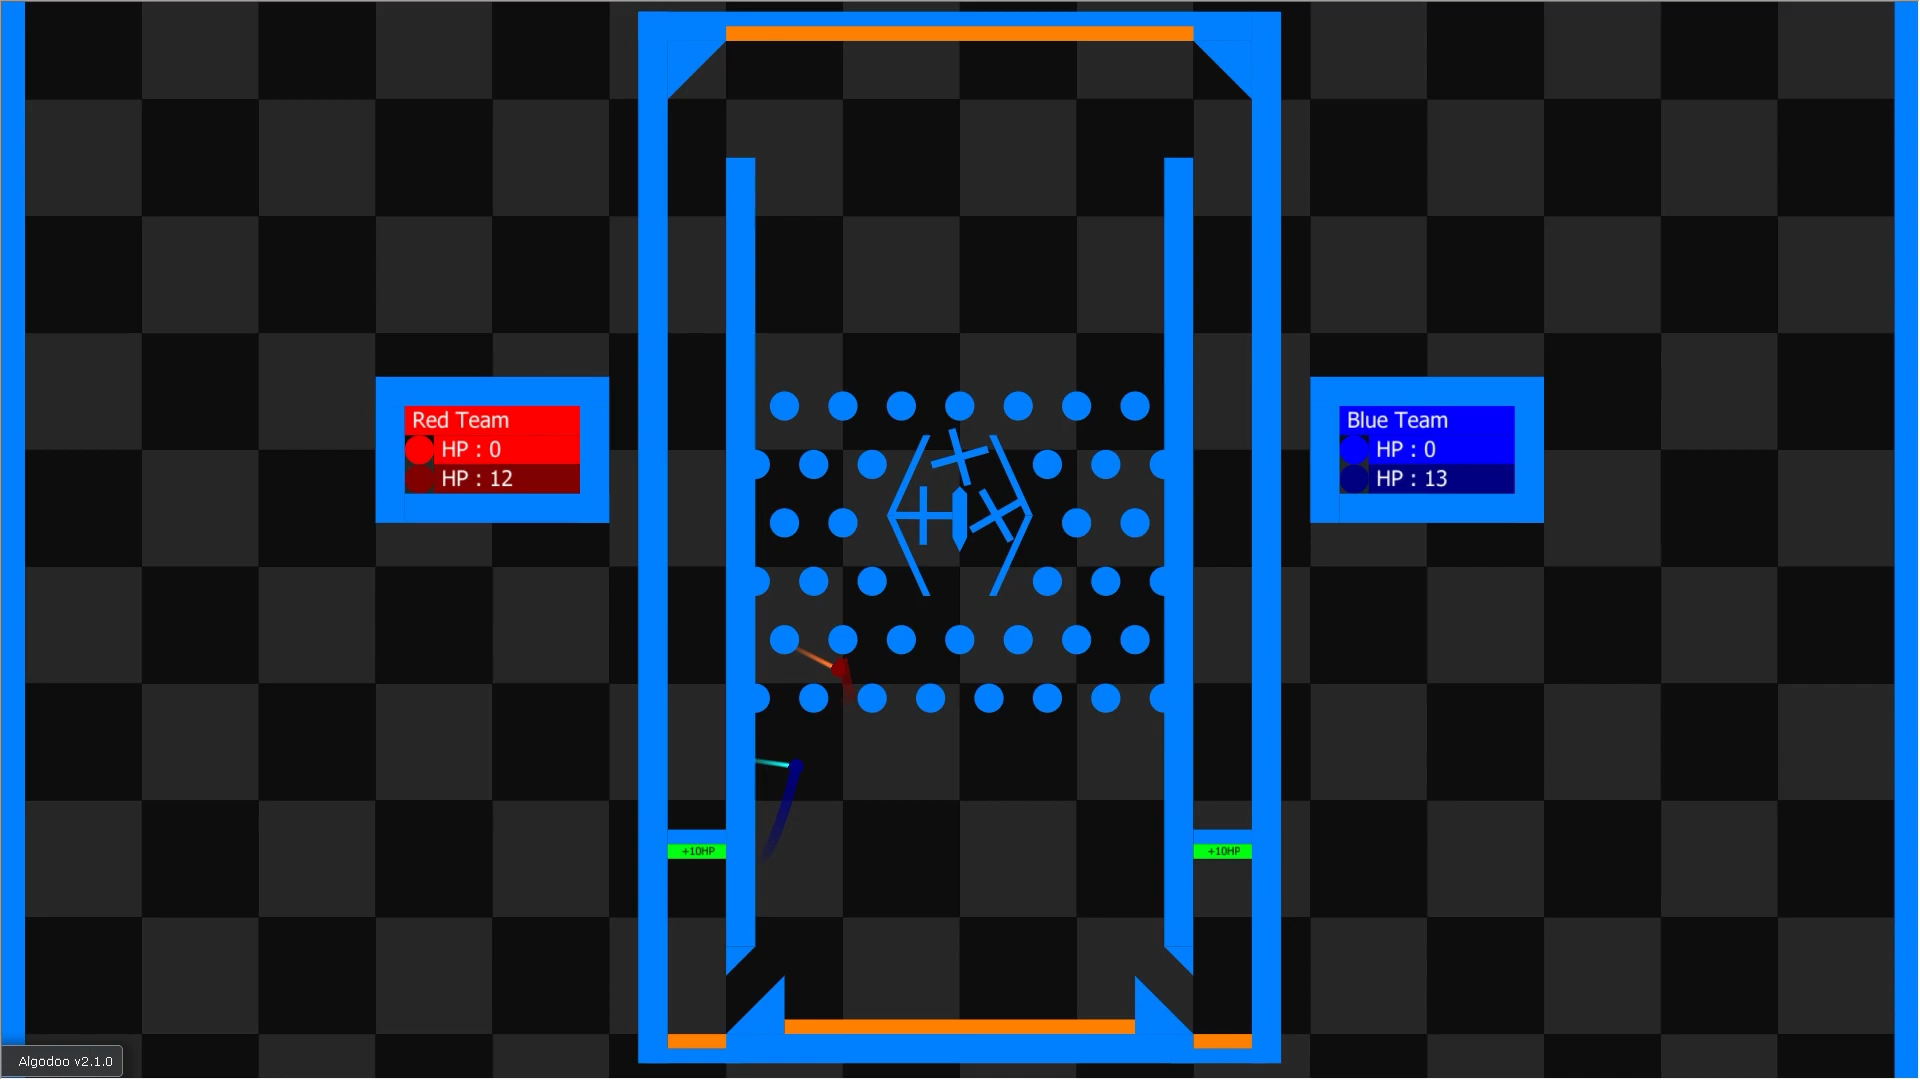 Red Team
HP : 0
HP : 12
Blue Team
HP : 0
HP : 13
+10HP
+10HP
Algodoo v2.1.0